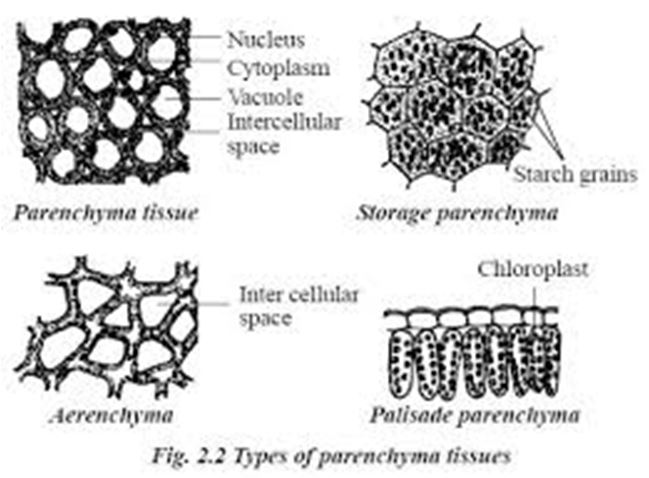 Nucleus
Cytoplasm
Vacuole
Intercellular
space
Parenchyma tissue
Starch grains
Storage parenchyma
Inter cellular
space
Aerenchyma
Chloroplast
Palisade parenchyma
Fig. 2.2 Types of parenchyma tissues